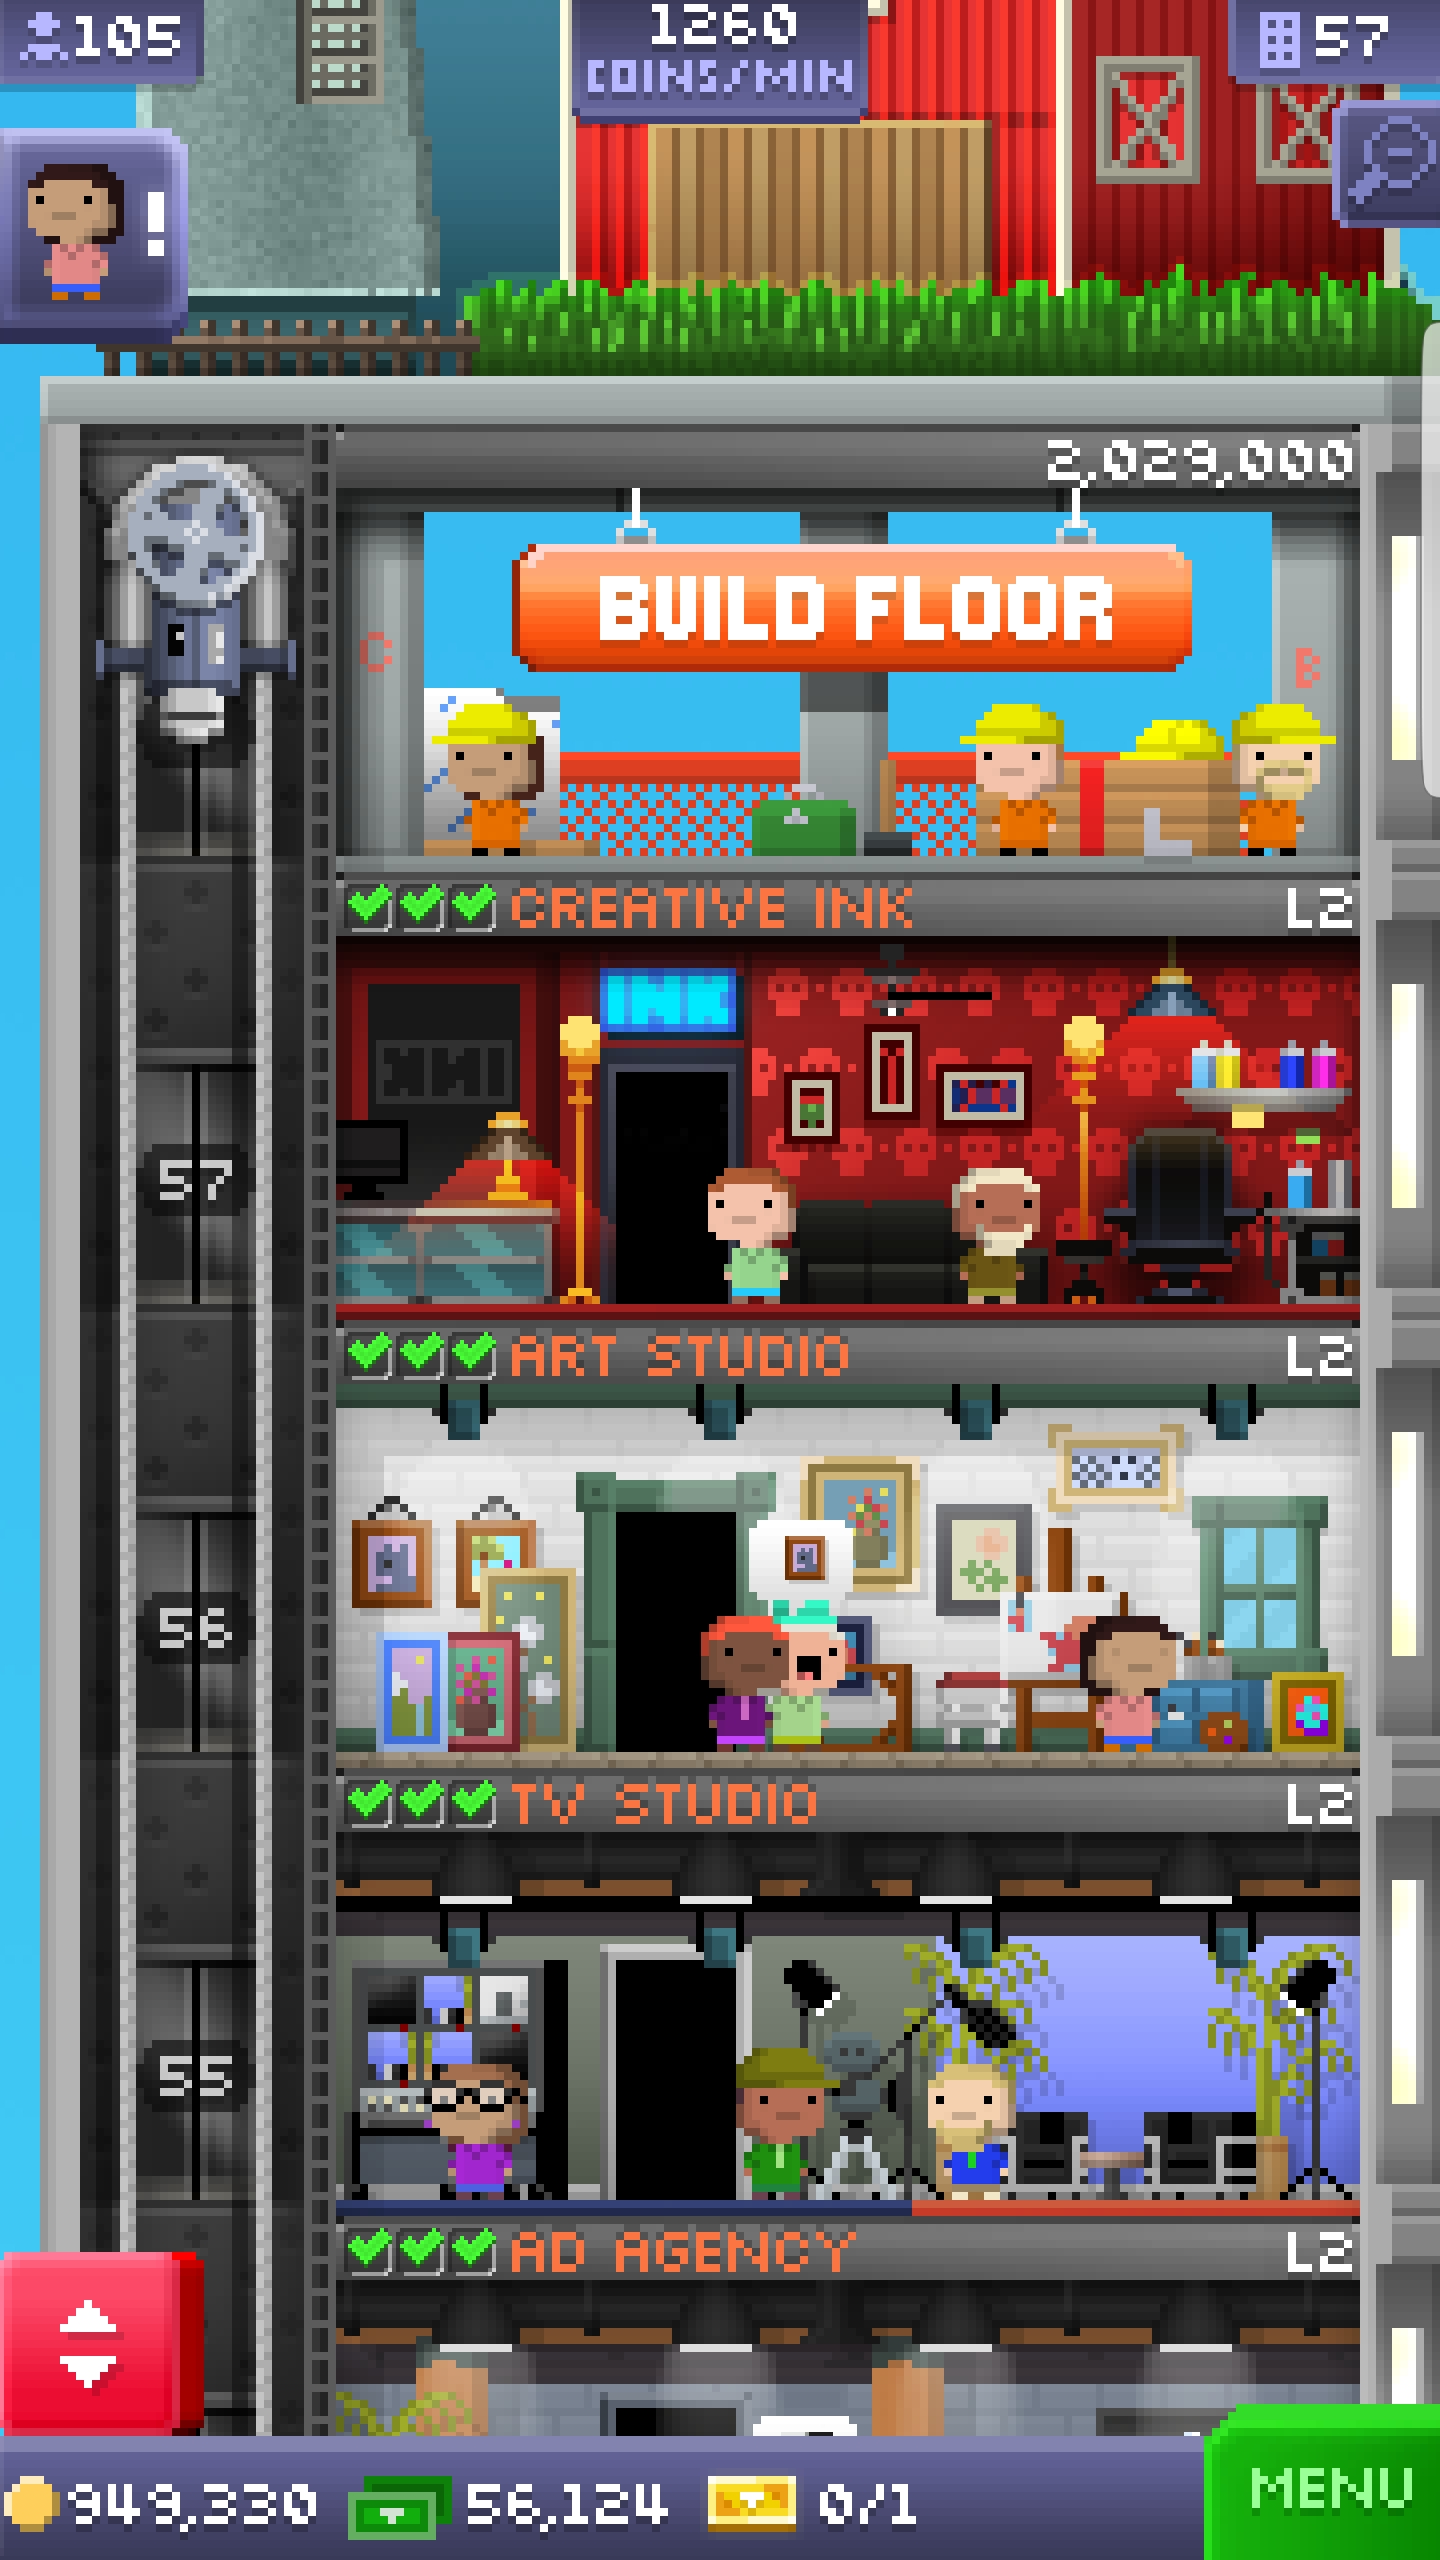 105
1260
COINS/MIN
57
!
2,029,000
BUILD FLOOR
C
B
CREATIVE INK L2
INK
INK
57
ART STUDIO L2
56
TV STUDIO L2
55
AD AGENCY L2
949,330 56,124 0/1
MENU